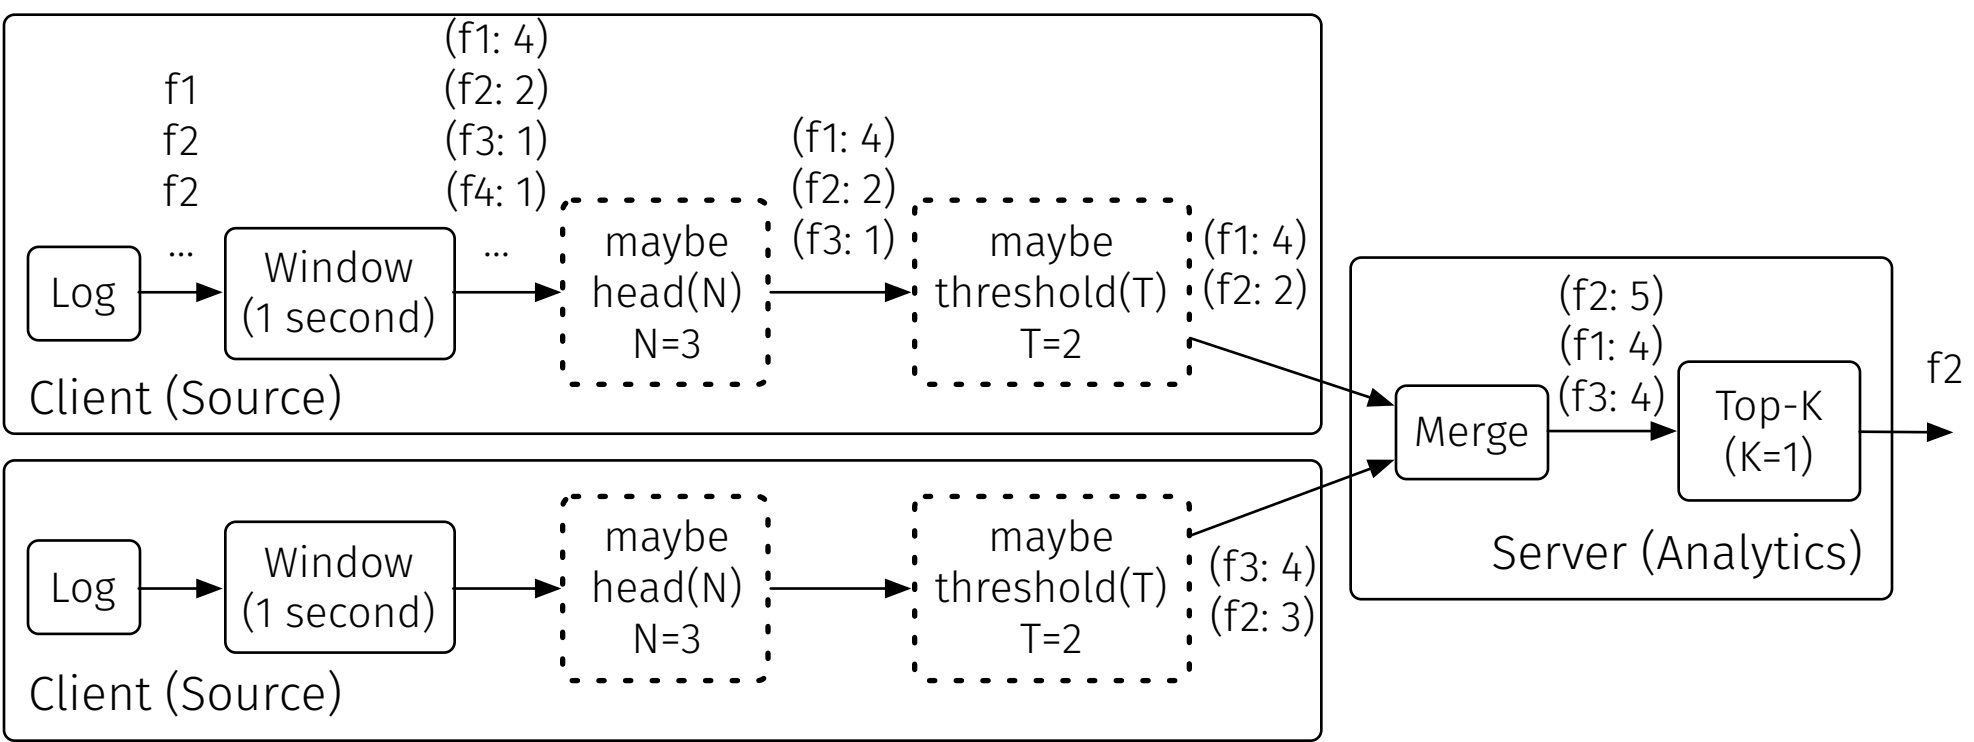 f1
f2
f2
...
(f1: 4)
(f2: 2)
(f3: 1)
(f4: 1)
...
(f1: 4)
(f2: 2)
(f3: 1)
(f1: 4)
(f2: 2)
Log
Window
(1 second)
maybe
head(N)
N=3
maybe
threshold(T)
T=2
Client (Source)
Log
Window
(1 second)
maybe
head(N)
N=3
maybe
threshold(T)
T=2
(f3: 4)
(f2: 3)
Client (Source)
Merge
(f2: 5)
(f1: 4)
(f3: 4)
Top-K
(K=1)
f2
Server (Analytics)